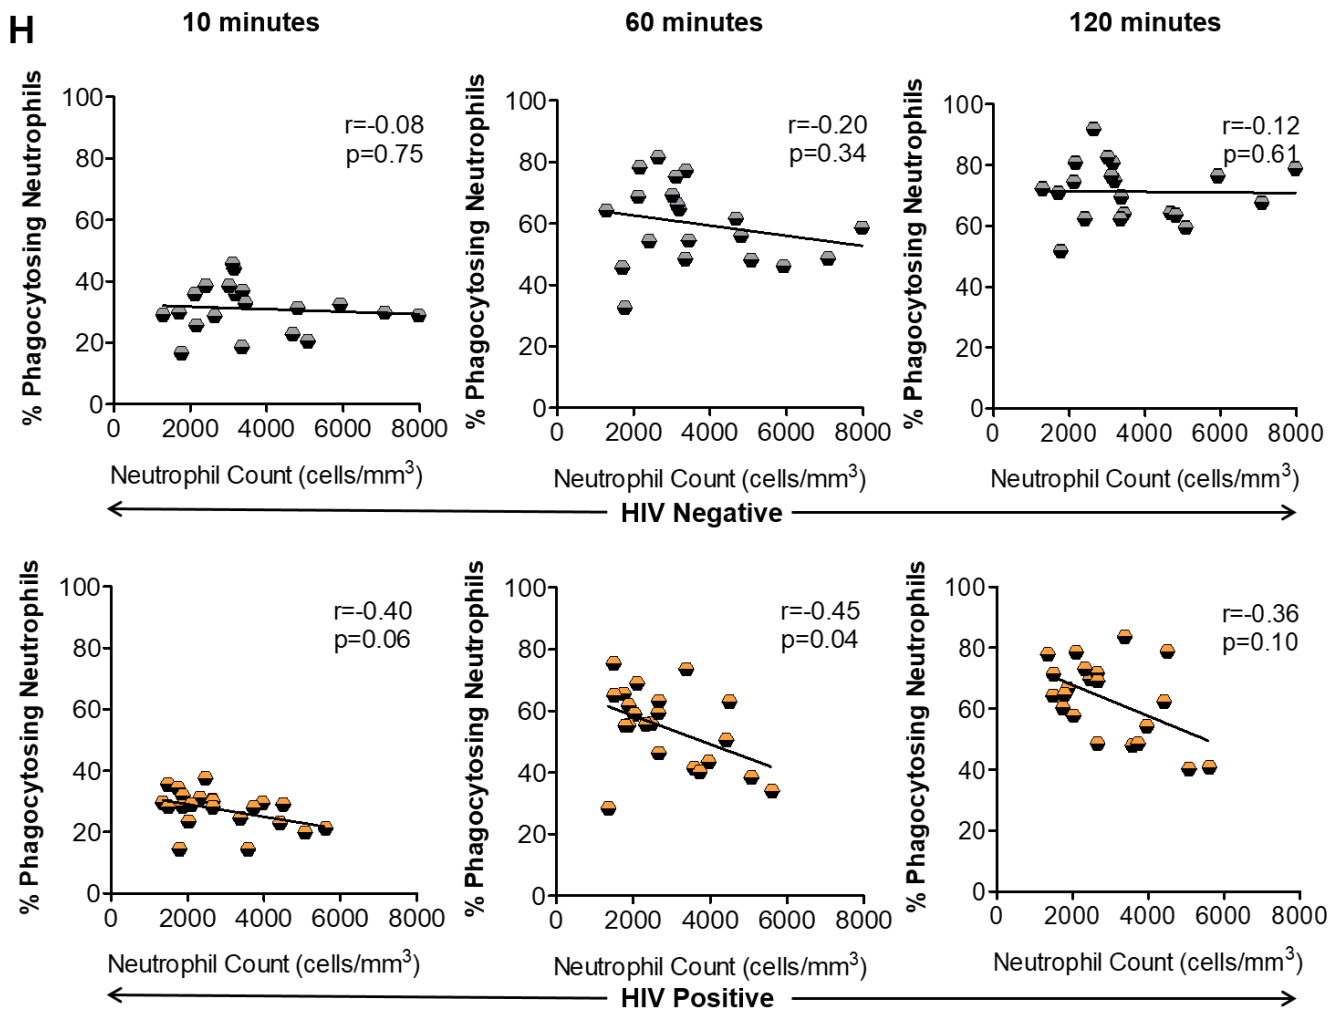 H
10 minutes
60 minutes
120 minutes
% Phagocytosing Neutrophils
100
80
60
40
20
0
r=-0.08
p=0.75
0 2000 4000 6000 8000
Neutrophil Count (cells/mm³)
% Phagocytosing Neutrophils
100
80
60
40
20
0
r=-0.20
p=0.34
0 2000 4000 6000 8000
Neutrophil Count (cells/mm³)
% Phagocytosing Neutrophils
100
80
60
40
20
0
r=-0.12
p=0.61
0 2000 4000 6000 8000
Neutrophil Count (cells/mm³)
HIV Negative
% Phagocytosing Neutrophils
100
80
60
40
20
0
r=-0.40
p=0.06
0 2000 4000 6000 8000
Neutrophil Count (cells/mm³)
% Phagocytosing Neutrophils
100
80
60
40
20
0
r=-0.45
p=0.04
0 2000 4000 6000 8000
Neutrophil Count (cells/mm³)
% Phagocytosing Neutrophils
100
80
60
40
20
0
r=-0.36
p=0.10
0 2000 4000 6000 8000
Neutrophil Count (cells/mm³)
HIV Positive